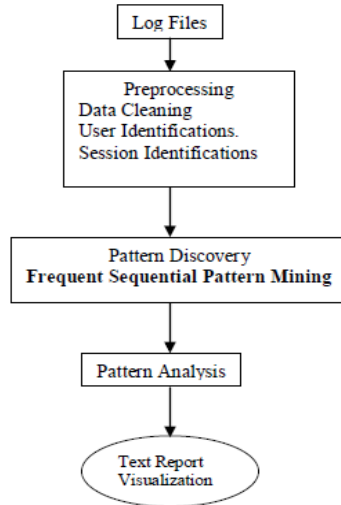 Log Files
Preprocessing
Data Cleaning
User Identifications.
Session Identifications
Pattern Discovery
Frequent Sequential Pattern Mining
Pattern Analysis
Text Report
Visualization